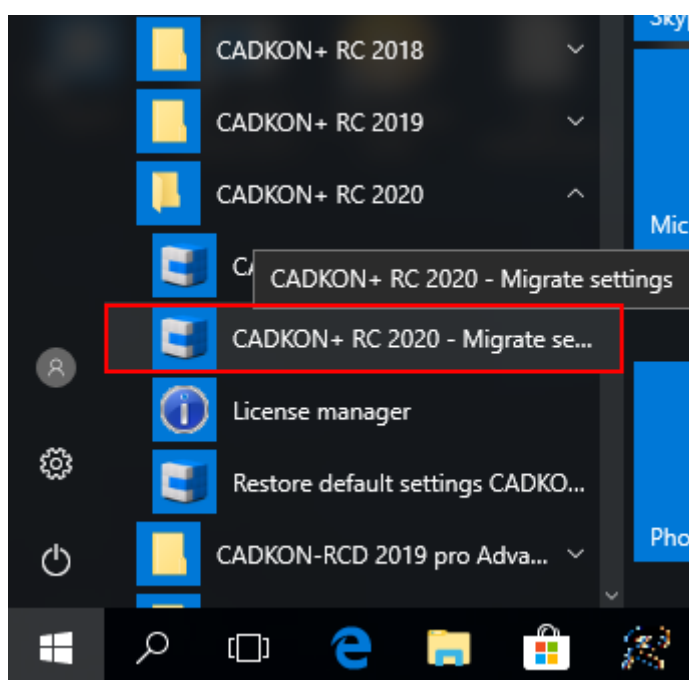 CADKON+ RC 2018
CADKON+ RC 2019
CADKON+ RC 2020
CADKON+ RC 2020 - Migrate settings
CADKON+ RC 2020 - Migrate se...
License manager
Restore default settings CADKO...
CADKON-RCD 2019 pro Adva...
Mic
Pho